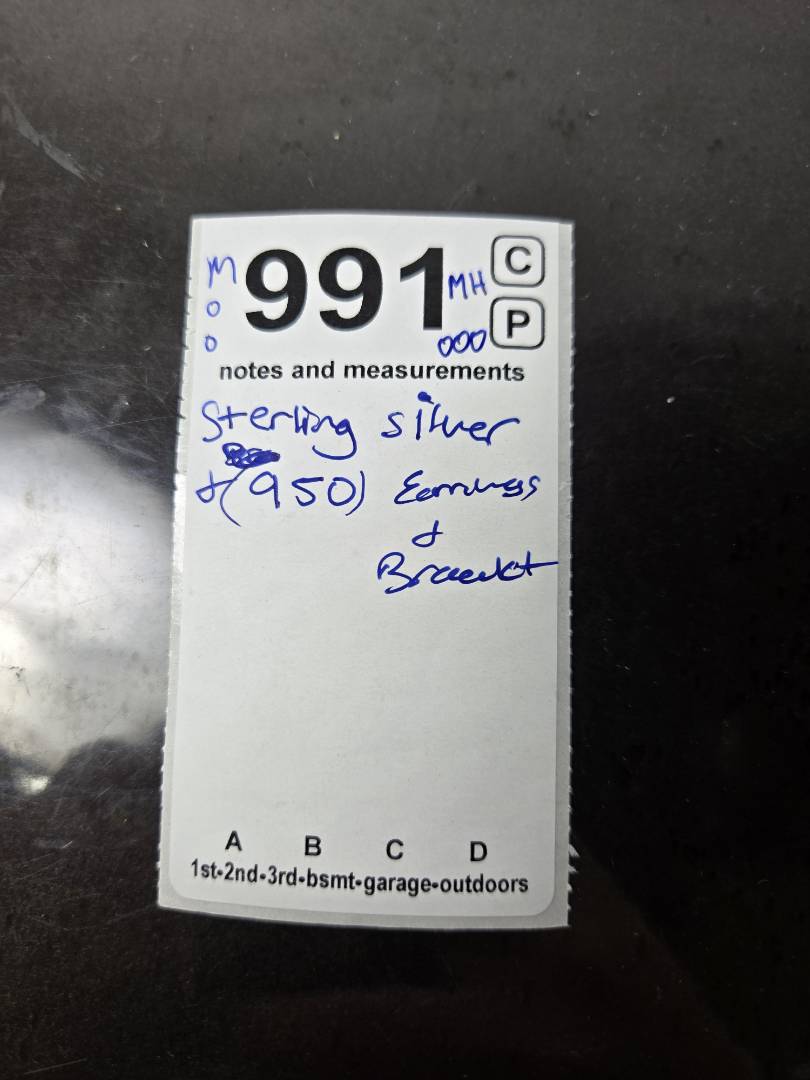 M 991 MH C
o
o 000 P
notes and measurements
Sterling silver
+(950) Earrings
+
Bracelet
A B C D
1st-2nd-3rd-bsmt-garage-outdoors